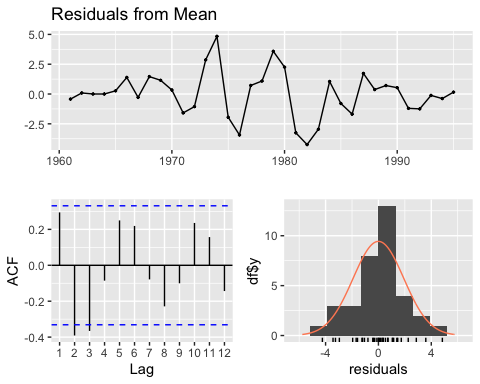 Residuals from Mean
5.0
2.5
0.0
-2.5
1960 1970 1980 1990
0.2
0.0
-0.2
-0.4
ACF
1 2 3 4 5 6 7 8 9 10 11 12
Lag
10
5
0
df$y
-4 0 4
residuals